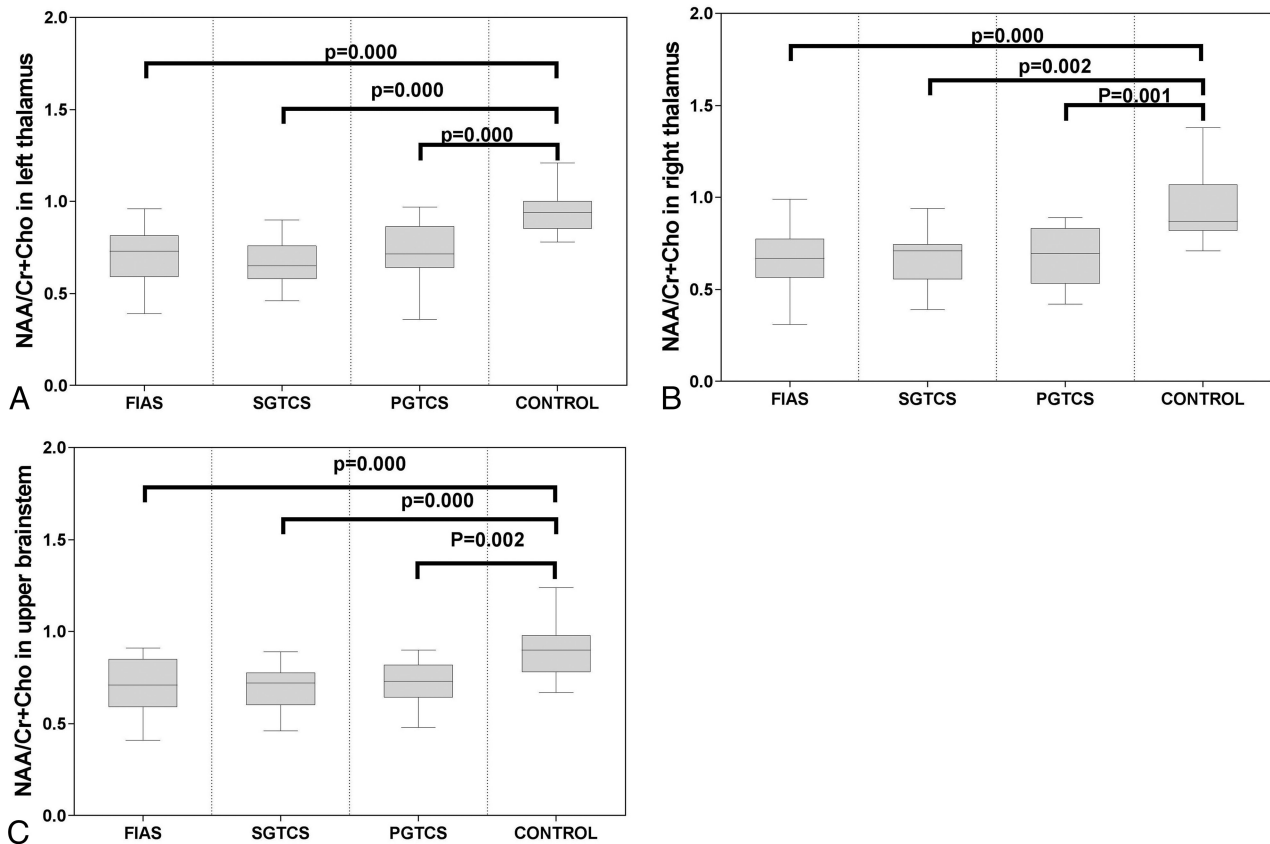 2.0
p=0.000
p=0.000
p=0.000
1.5
1.0
0.5
0.0
NAA/Cr+Cho in left thalamus
FIAS SGTCS PGTCS CONTROL
A
2.0
p=0.000
p=0.002
P=0.001
1.5
1.0
0.5
0.0
NAA/Cr+Cho in right thalamus
FIAS SGTCS PGTCS CONTROL
B
2.0
p=0.000
p=0.000
P=0.002
1.5
1.0
0.5
0.0
NAA/Cr+Cho in upper brainstem
FIAS SGTCS PGTCS CONTROL
C